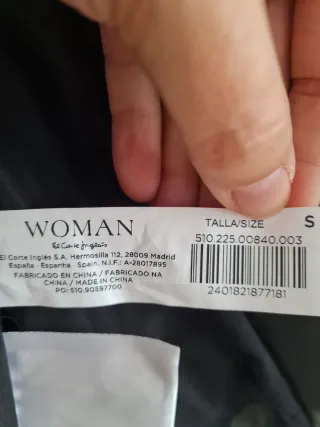 WOMAN
El Corte Inglés
El Corte Inglés S.A. Hermosilla 112, 28009 Madrid
España - Espanha - Spain. N.I.F.: A-28017895
FABRICADO EN CHINA / FABRICADO NA
CHINA / MADE IN CHINA
PO: 510.90597700
TALLA/SIZE S
510.225.00840.003
2401821877181